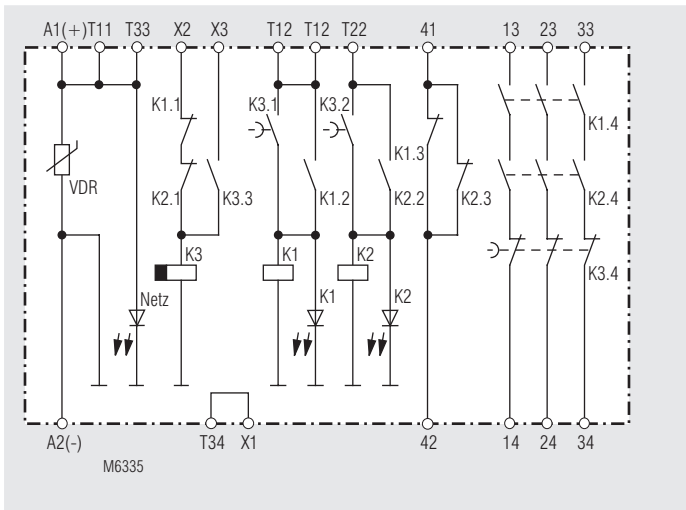 A1(+) T11 T33 X2 X3 T12 T12 T22 41 13 23 33
K1.1 K3.1 K3.2 K1.4
VDR K1.3
K2.1 K3.3 K1.2 K2.2 K2.3 K2.4
K3 K1 K2 K3.4
Netz K1 K2
A2(-) T34 X1 42 14 24 34
M6335